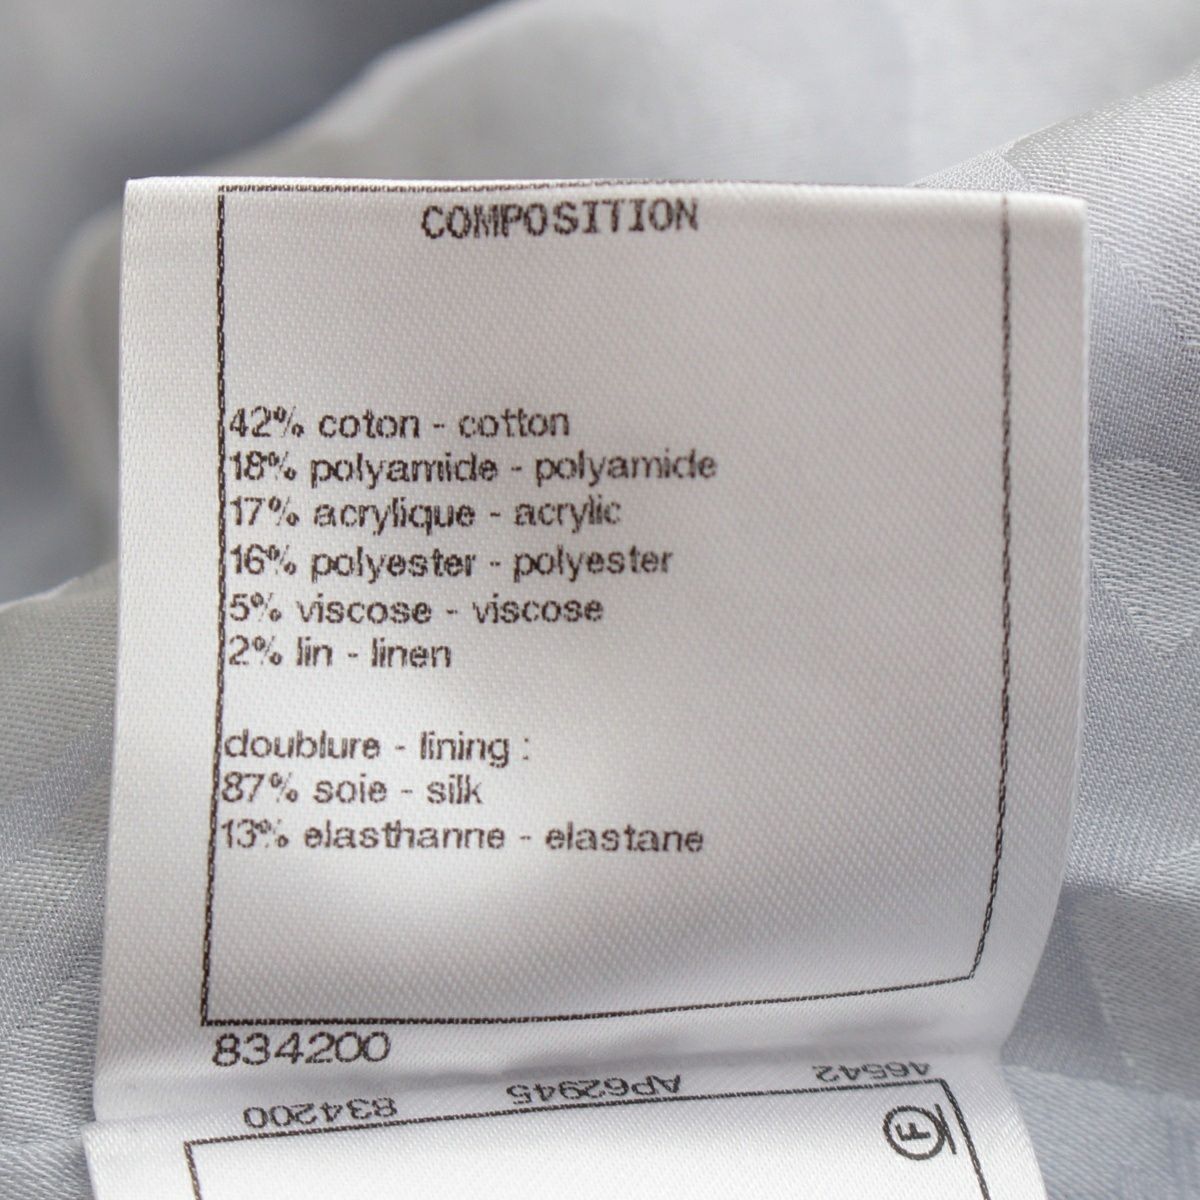 COMPOSITION
42% coton - cotton
18% polyamide - polyamide
17% acrylique - acrylic
16% polyester - polyester
5% viscose - viscose
2% lin - linen
doublure - lining :
87% soie - silk
13% elasthanne - elastane
834200
46542 AP62945 834200
F